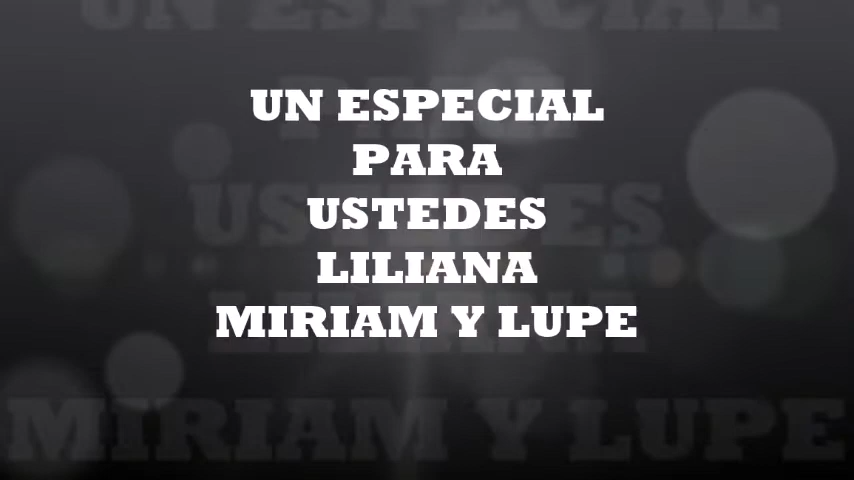 UN ESPECIAL
PARA
USTEDES
LILIANA
MIRIAM Y LUPE